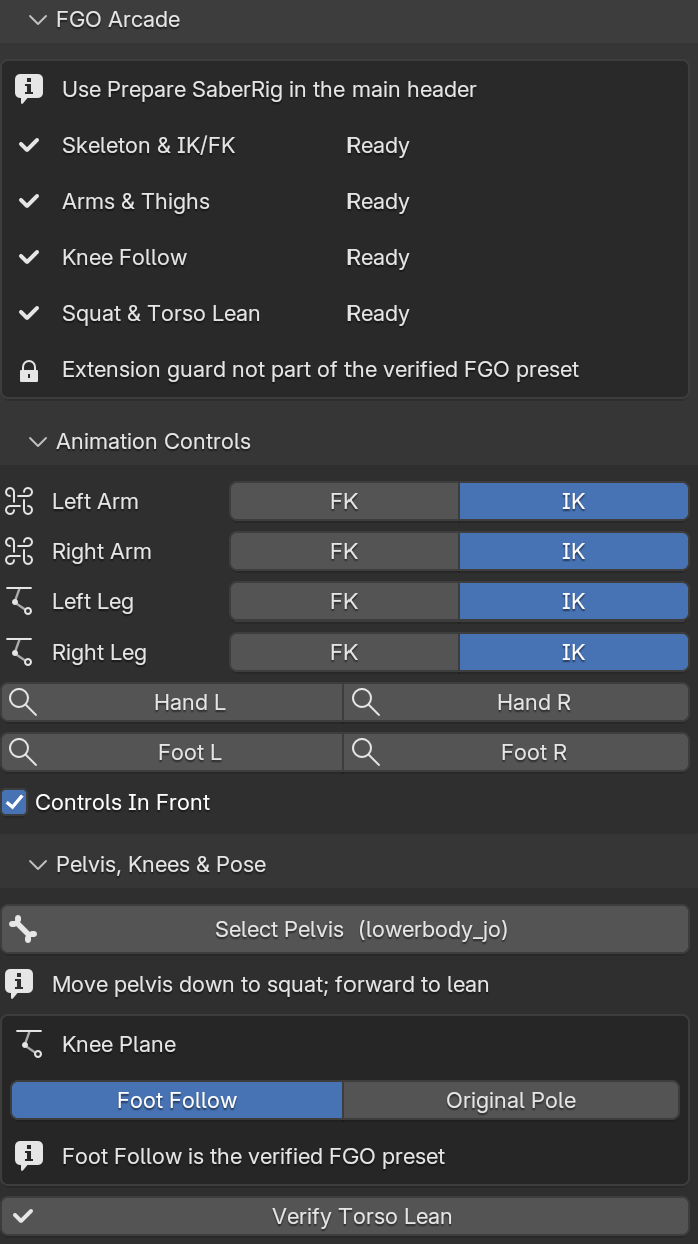 FGO Arcade
Use Prepare SaberRig in the main header
Skeleton & IK/FK Ready
Arms & Thighs Ready
Knee Follow Ready
Squat & Torso Lean Ready
Extension guard not part of the verified FGO preset
Animation Controls
Left Arm FK IK
Right Arm FK IK
Left Leg FK IK
Right Leg FK IK
Hand L Hand R
Foot L Foot R
Controls In Front
Pelvis, Knees & Pose
Select Pelvis (lowerbody_jo)
Move pelvis down to squat; forward to lean
Knee Plane
Foot Follow Original Pole
Foot Follow is the verified FGO preset
Verify Torso Lean